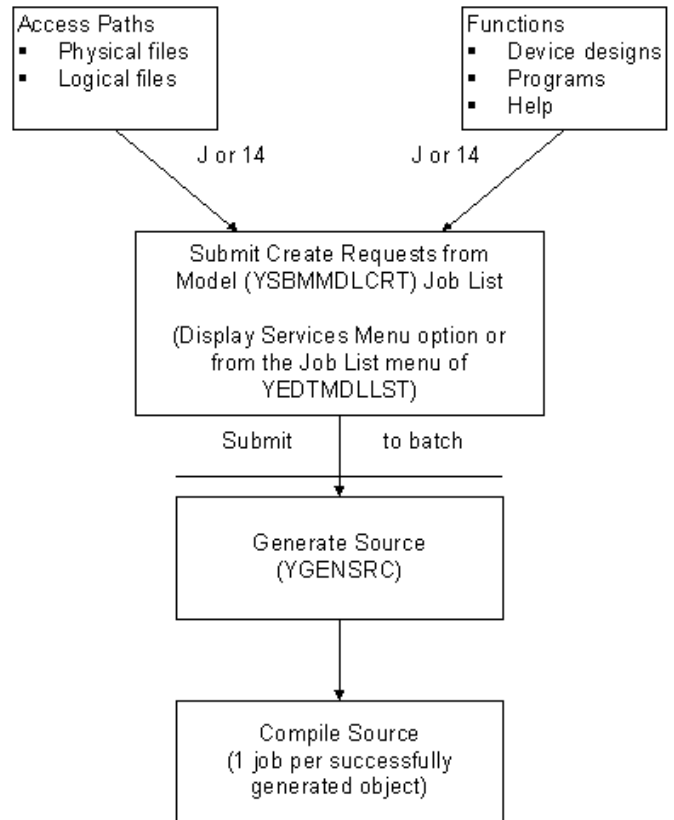 Access Paths
▪ Physical files
▪ Logical files
Functions
▪ Device designs
▪ Programs
▪ Help
J or 14
J or 14
Submit Create Requests from
Model (YSBMMDLCRT) Job List
(Display Services Menu option or
from the Job List menu of
YEDTMDLLST)
Submit to batch
Generate Source
(YGENSRC)
Compile Source
(1 job per successfully
generated object)